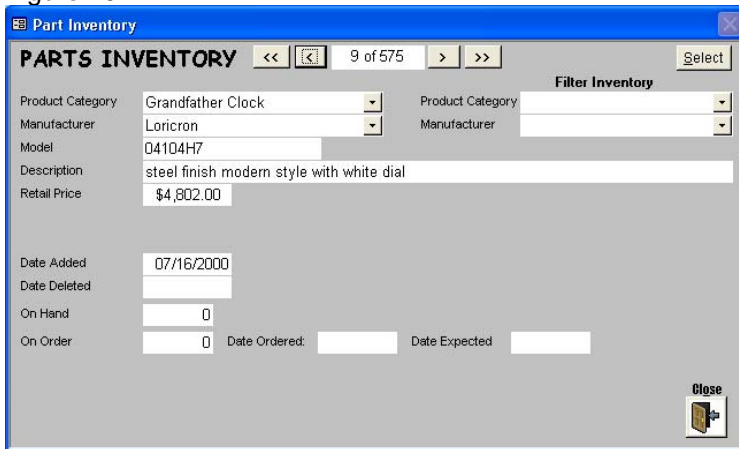 Part Inventory
PARTS INVENTORY << < 9 of 575 > >> Select
Filter Inventory
Product Category Grandfather Clock Product Category
Manufacturer Loricron Manufacturer
Model 04104H7
Description steel finish modern style with white dial
Retail Price $4,802.00
Date Added 07/16/2000
Date Deleted
On Hand 0
On Order 0 Date Ordered: Date Expected
Close